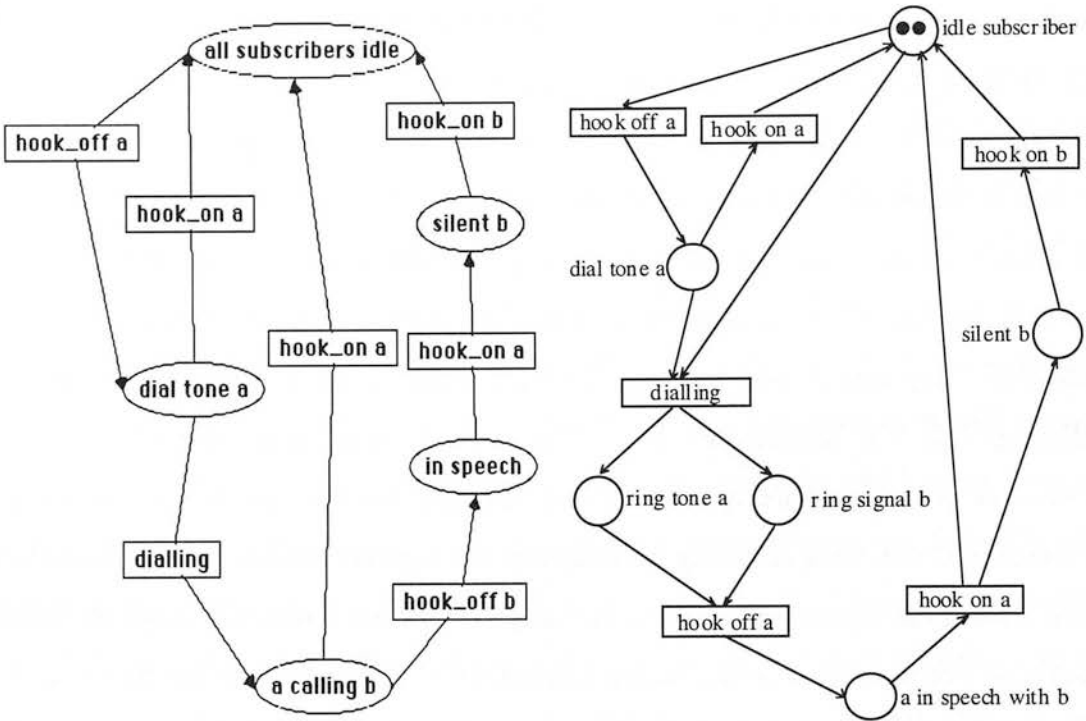 all subscribers idle
hook_off a
hook_on b
hook_on a
silent b
hook_on a
hook_on a
dial tone a
in speech
dialling
hook_off b
a calling b
idle subscriber
hook off a
hook on a
hook on b
dial tone a
silent b
dialling
ring tone a
ring signal b
hook on a
hook off a
a in speech with b